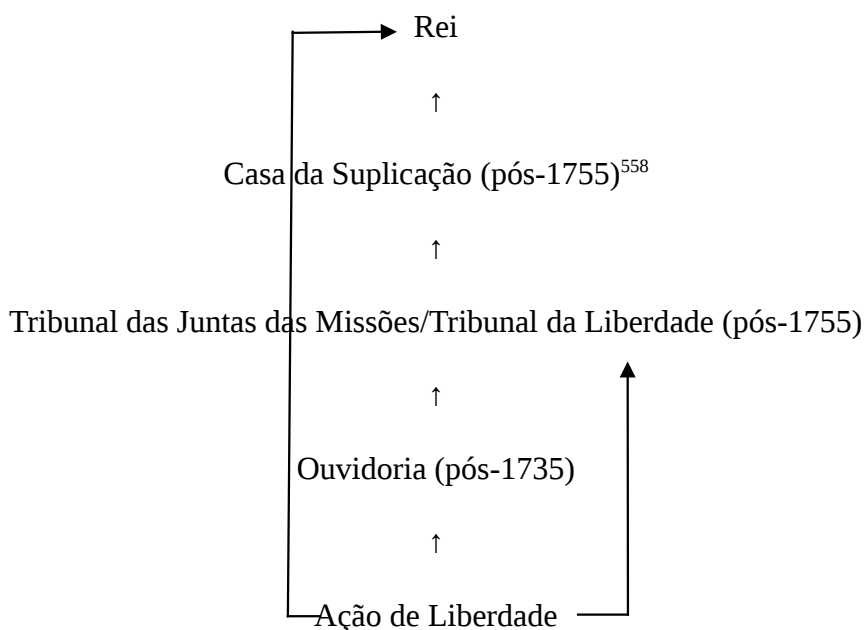 Rei
↑
Casa da Suplicação (pós-1755)558
↑
Tribunal das Juntas das Missões/Tribunal da Liberdade (pós-1755)
↑
Ouvidoria (pós-1735)
↑
Ação de Liberdade